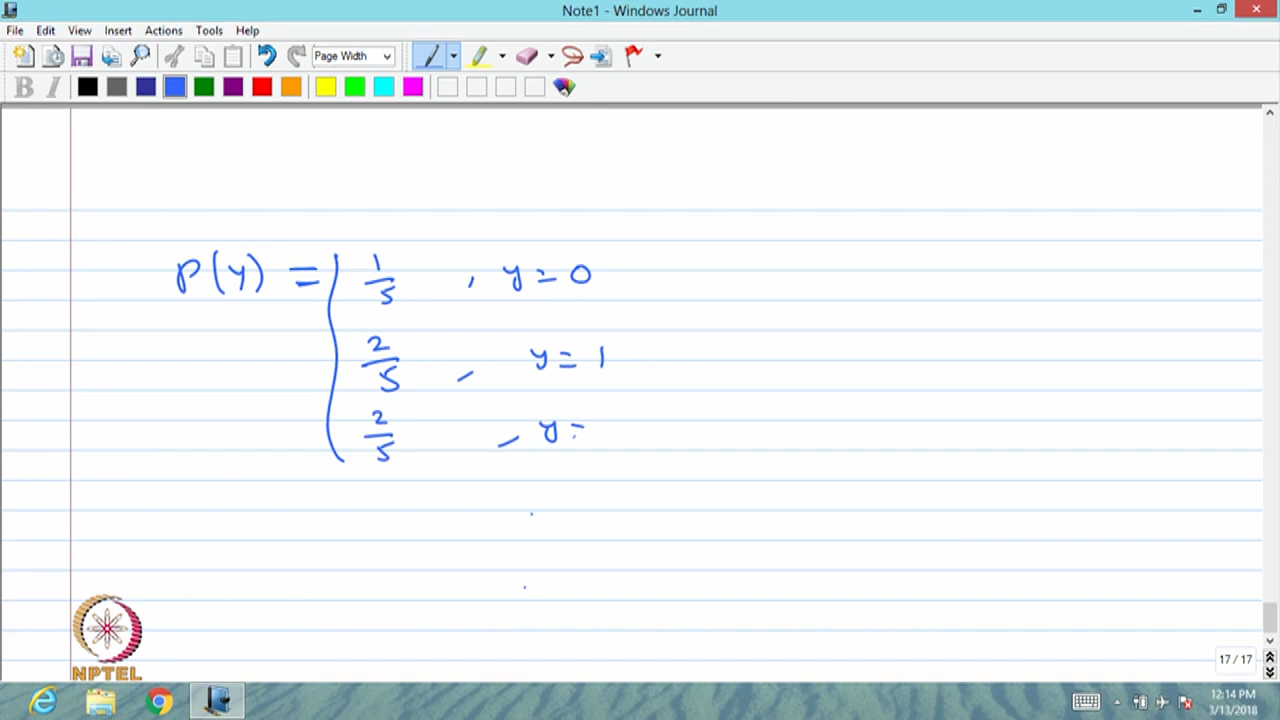 Note1 - Windows Journal
File Edit View Insert Actions Tools Help
Page Width
B I
P(y) = { 1/5 , y = 0
2/5 , y = 1
2/5 , y =
NPTEL
17 / 17
12:14 PM
3/13/2018